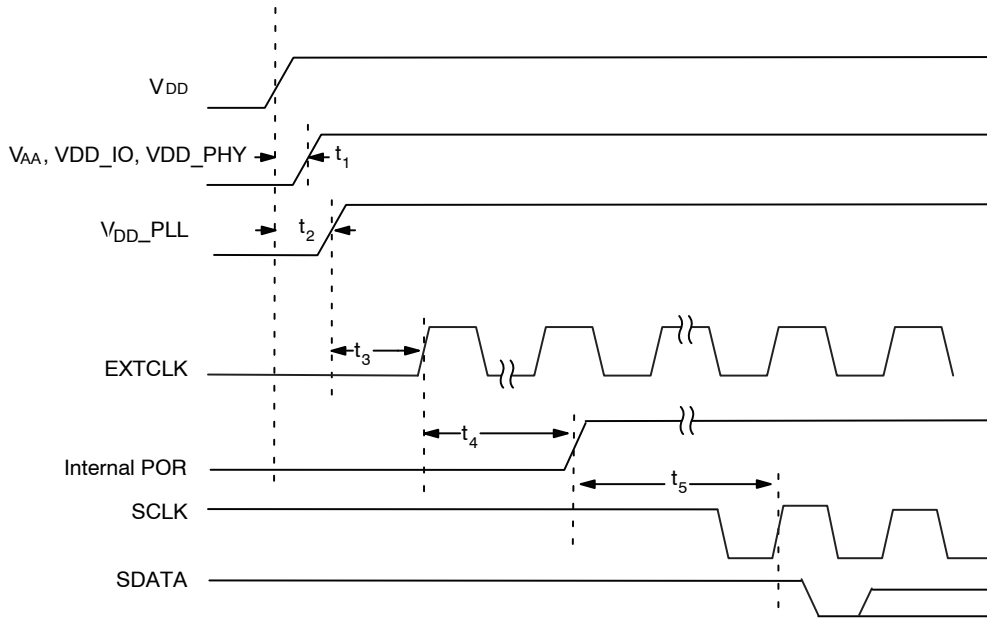 VDD
VAA, VDD_IO, VDD_PHY
t1
VDD_PLL
t2
t3
EXTCLK
t4
Internal POR
t5
SCLK
SDATA